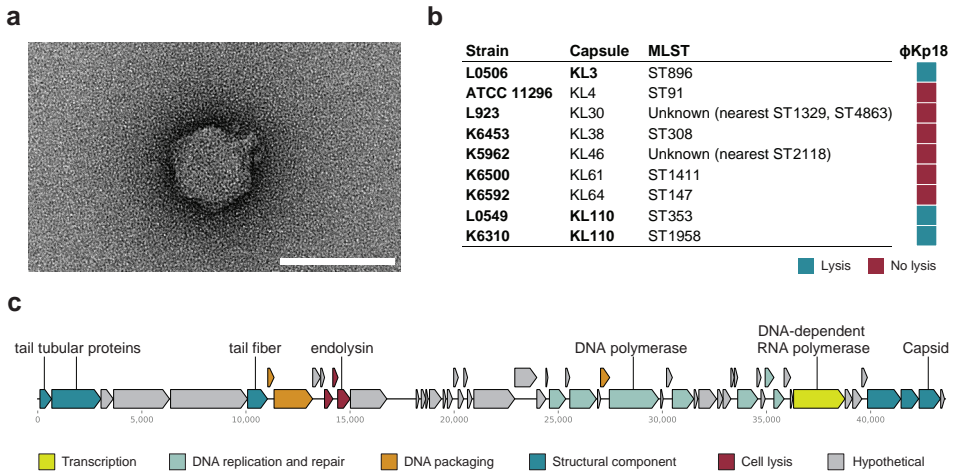 a
b
Strain Capsule MLST ϕKp18
L0506 KL3 ST896
ATCC 11296 KL4 ST91
L923 KL30 Unknown (nearest ST1329, ST4863)
K6453 KL38 ST308
K5962 KL46 Unknown (nearest ST2118)
K6500 KL61 ST1411
K6592 KL64 ST147
L0549 KL110 ST353
K6310 KL110 ST1958
Lysis No lysis
c
tail tubular proteins tail fiber endolysin DNA polymerase DNA-dependent
RNA polymerase Capsid
0 5,000 10,000 15,000 20,000 25,000 30,000 35,000 40,000
Transcription DNA replication and repair DNA packaging Structural component Cell lysis Hypothetical